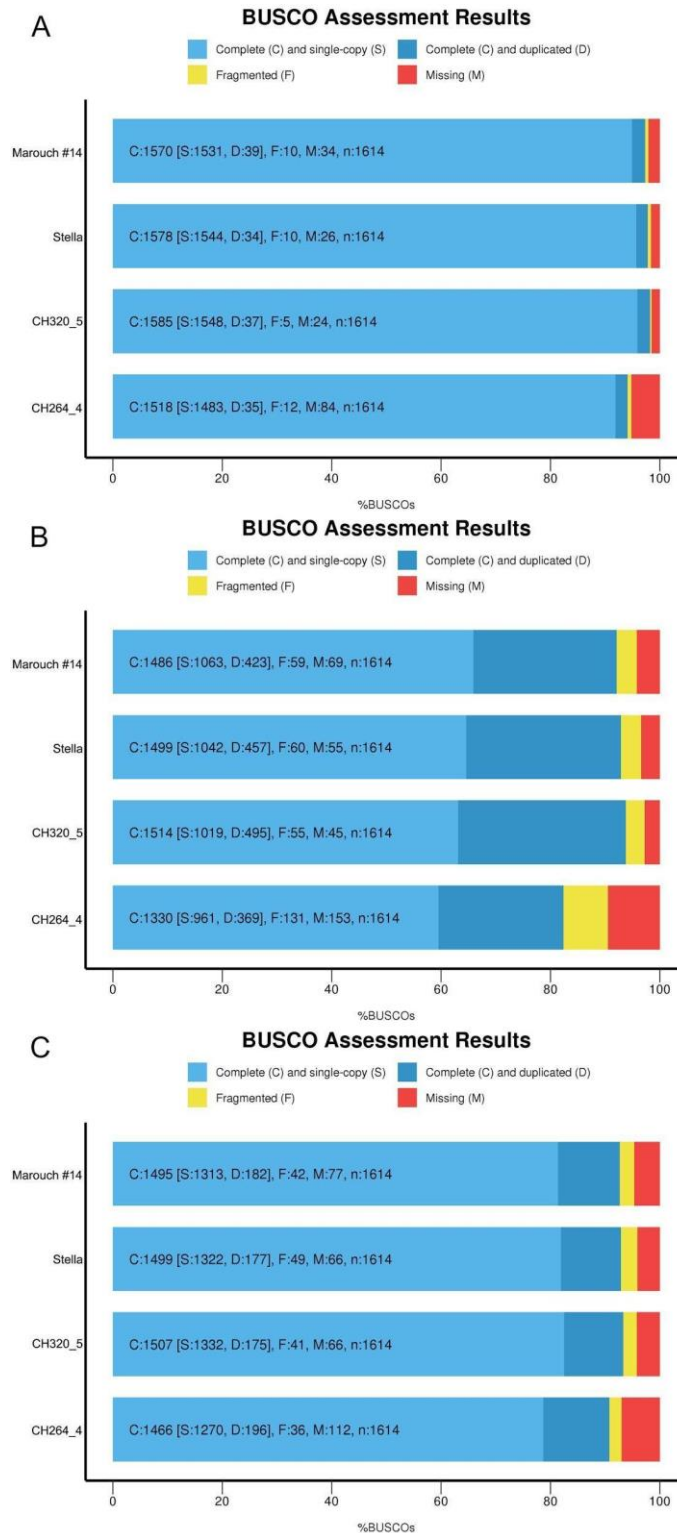 A
BUSCO Assessment Results
Complete (C) and single-copy (S) Complete (C) and duplicated (D)
Fragmented (F) Missing (M)
Marouch #14 C:1570 [S:1531, D:39], F:10, M:34, n:1614
Stella C:1578 [S:1544, D:34], F:10, M:26, n:1614
CH320_5 C:1585 [S:1548, D:37], F:5, M:24, n:1614
CH264_4 C:1518 [S:1483, D:35], F:12, M:84, n:1614
0 20 40 60 80 100
%BUSCOs
B
BUSCO Assessment Results
Complete (C) and single-copy (S) Complete (C) and duplicated (D)
Fragmented (F) Missing (M)
Marouch #14 C:1486 [S:1063, D:423], F:59, M:69, n:1614
Stella C:1499 [S:1042, D:457], F:60, M:55, n:1614
CH320_5 C:1514 [S:1019, D:495], F:55, M:45, n:1614
CH264_4 C:1330 [S:961, D:369], F:131, M:153, n:1614
0 20 40 60 80 100
%BUSCOs
C
BUSCO Assessment Results
Complete (C) and single-copy (S) Complete (C) and duplicated (D)
Fragmented (F) Missing (M)
Marouch #14 C:1495 [S:1313, D:182], F:42, M:77, n:1614
Stella C:1499 [S:1322, D:177], F:49, M:66, n:1614
CH320_5 C:1507 [S:1332, D:175], F:41, M:66, n:1614
CH264_4 C:1466 [S:1270, D:196], F:36, M:112, n:1614
0 20 40 60 80 100
%BUSCOs